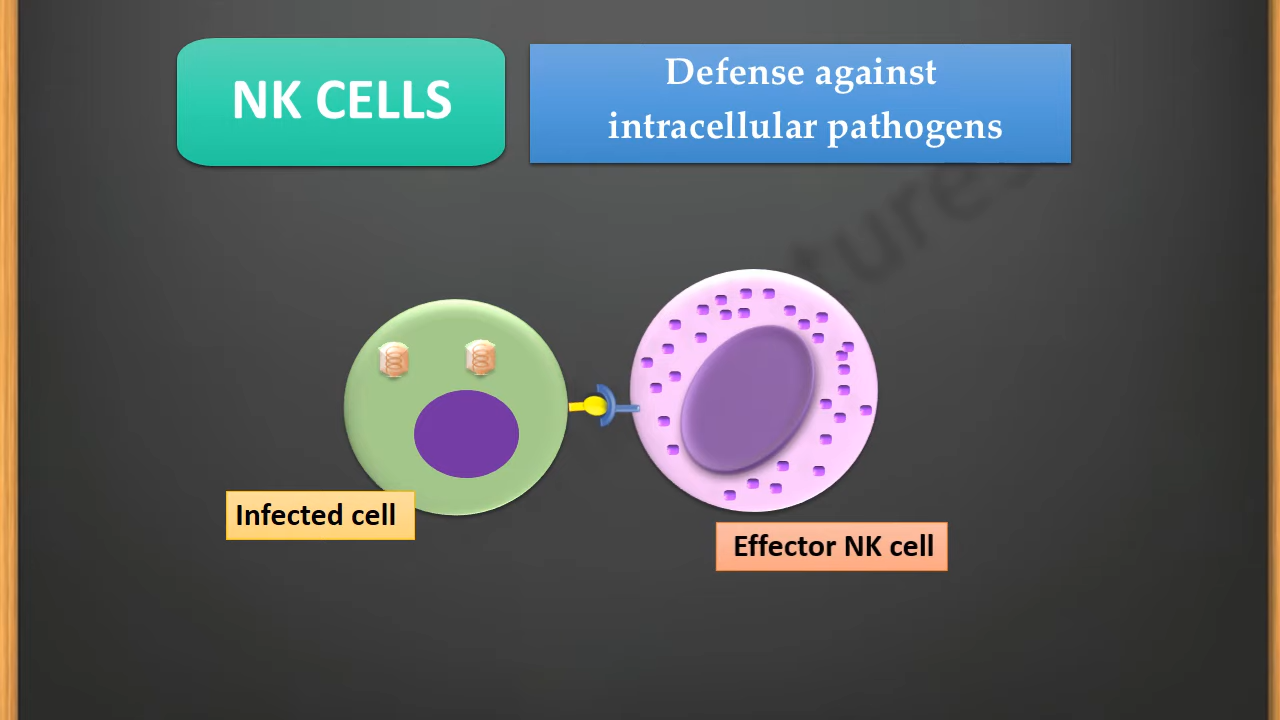 NK CELLS
Defense against
intracellular pathogens
Infected cell
Effector NK cell